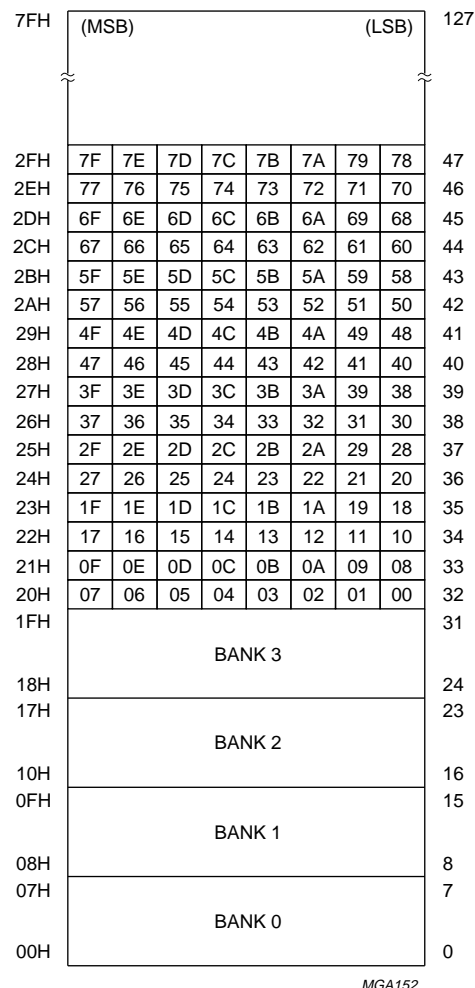 7FH (MSB) (LSB) 127
2FH 7F 7E 7D 7C 7B 7A 79 78 47
2EH 77 76 75 74 73 72 71 70 46
2DH 6F 6E 6D 6C 6B 6A 69 68 45
2CH 67 66 65 64 63 62 61 60 44
2BH 5F 5E 5D 5C 5B 5A 59 58 43
2AH 57 56 55 54 53 52 51 50 42
29H 4F 4E 4D 4C 4B 4A 49 48 41
28H 47 46 45 44 43 42 41 40 40
27H 3F 3E 3D 3C 3B 3A 39 38 39
26H 37 36 35 34 33 32 31 30 38
25H 2F 2E 2D 2C 2B 2A 29 28 37
24H 27 26 25 24 23 22 21 20 36
23H 1F 1E 1D 1C 1B 1A 19 18 35
22H 17 16 15 14 13 12 11 10 34
21H 0F 0E 0D 0C 0B 0A 09 08 33
20H 07 06 05 04 03 02 01 00 32
1FH 31
BANK 3
18H 24
17H 23
BANK 2
10H 16
0FH 15
BANK 1
08H 8
07H 7
BANK 0
00H 0
MGA152